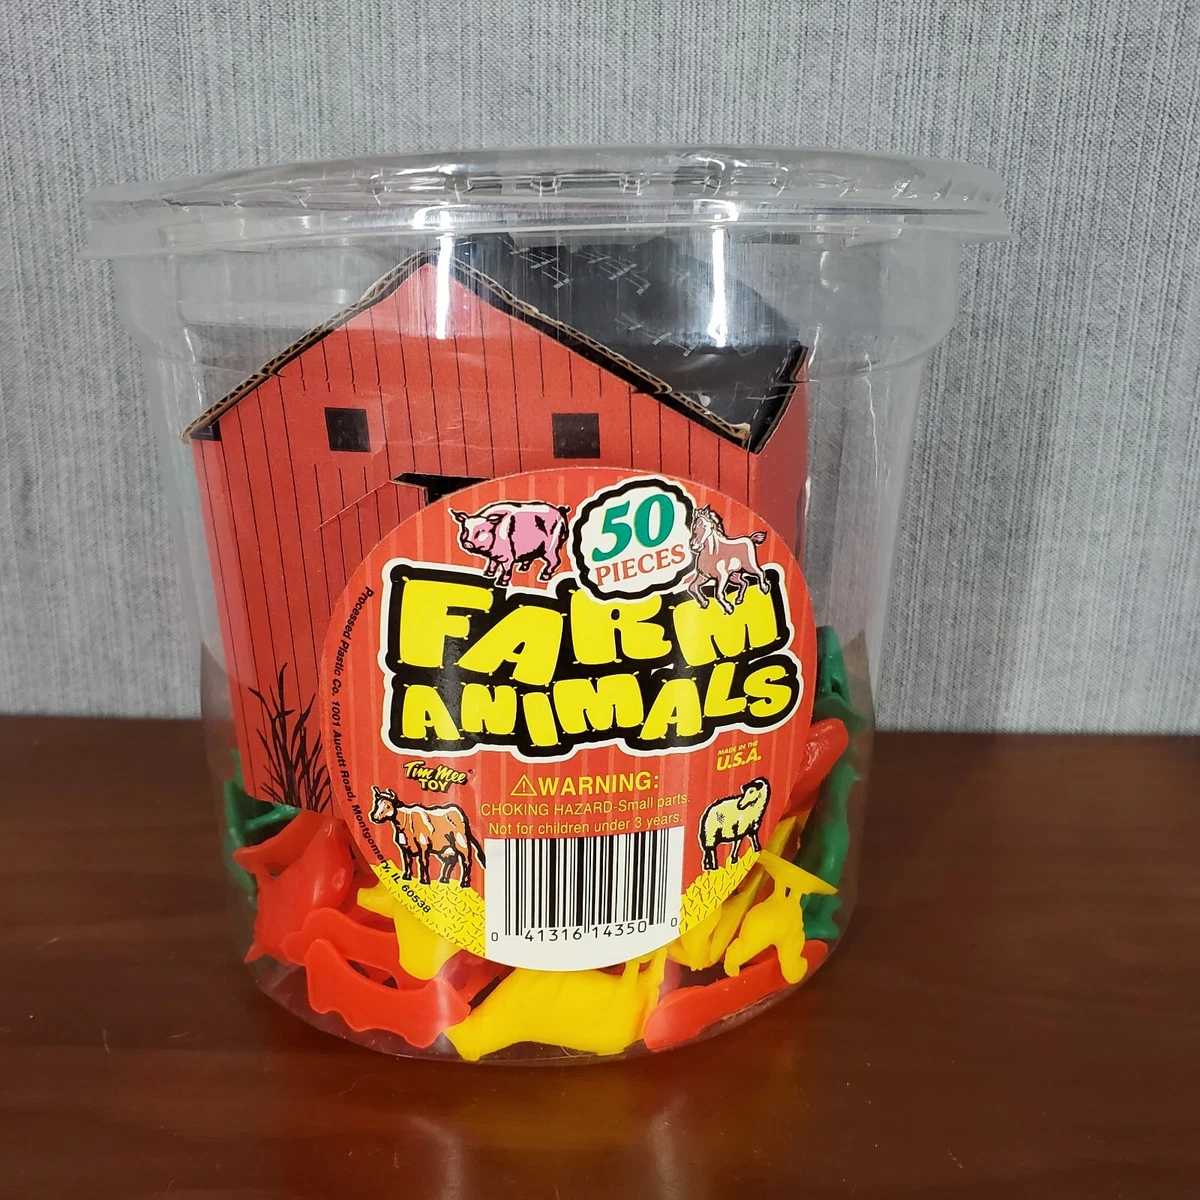 50
PIECES
FARM
ANIMALS
Tim Mee®
TOY
MADE IN THE
U.S.A.
⚠WARNING:
CHOKING HAZARD-Small parts.
Not for children under 3 years.
0 41316 14350 0
Processed Plastic Co. 1001 Aucutt Road, Montgomery, IL 60538